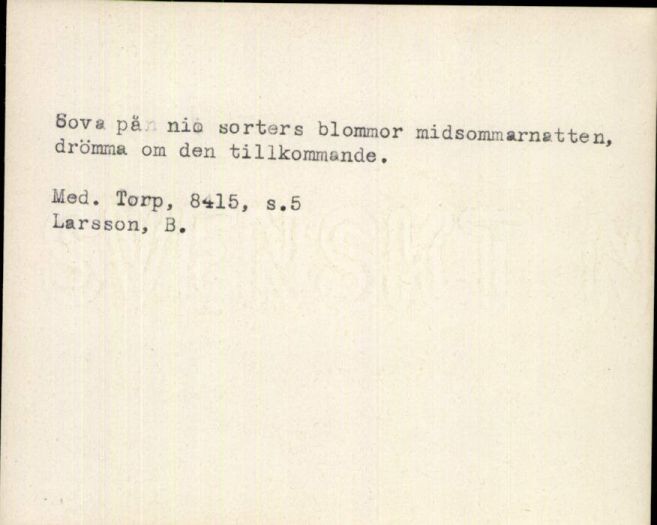 Sova på nio sorters blommor midsommarnatten,
drömma om den tillkommande.
Med. Torp, 8415, s.5
Larsson, B.